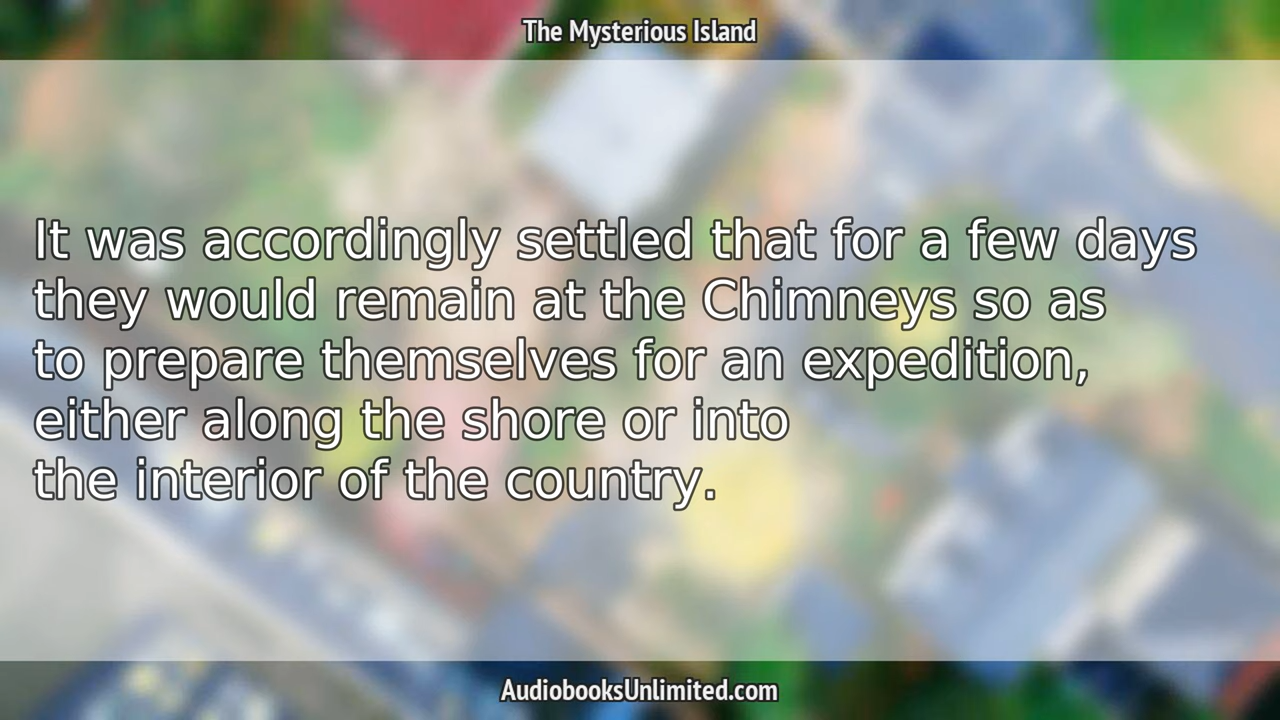 The Mysterious Island
It was accordingly settled that for a few days
they would remain at the Chimneys so as
to prepare themselves for an expedition,
either along the shore or into
the interior of the country.
AudiobooksUnlimited.com